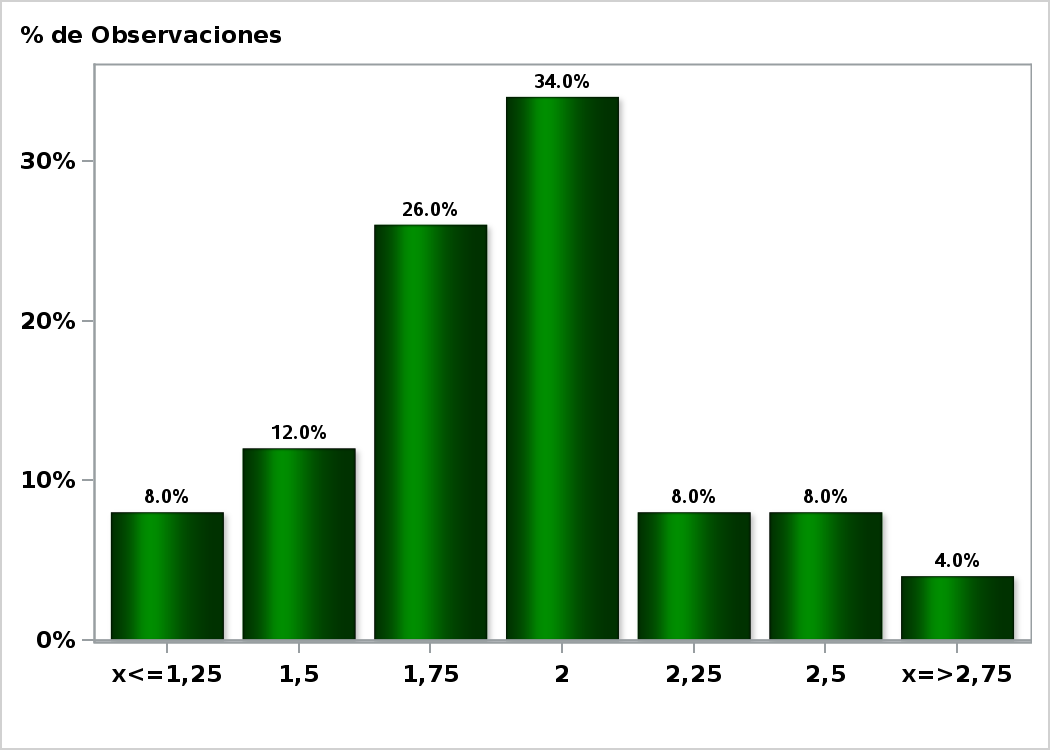 % de Observaciones
34.0%
30%
26.0%
20%
12.0%
10%
8.0% 8.0% 8.0%
4.0%
0%
x<=1,25 1,5 1,75 2 2,25 2,5 x=>2,75